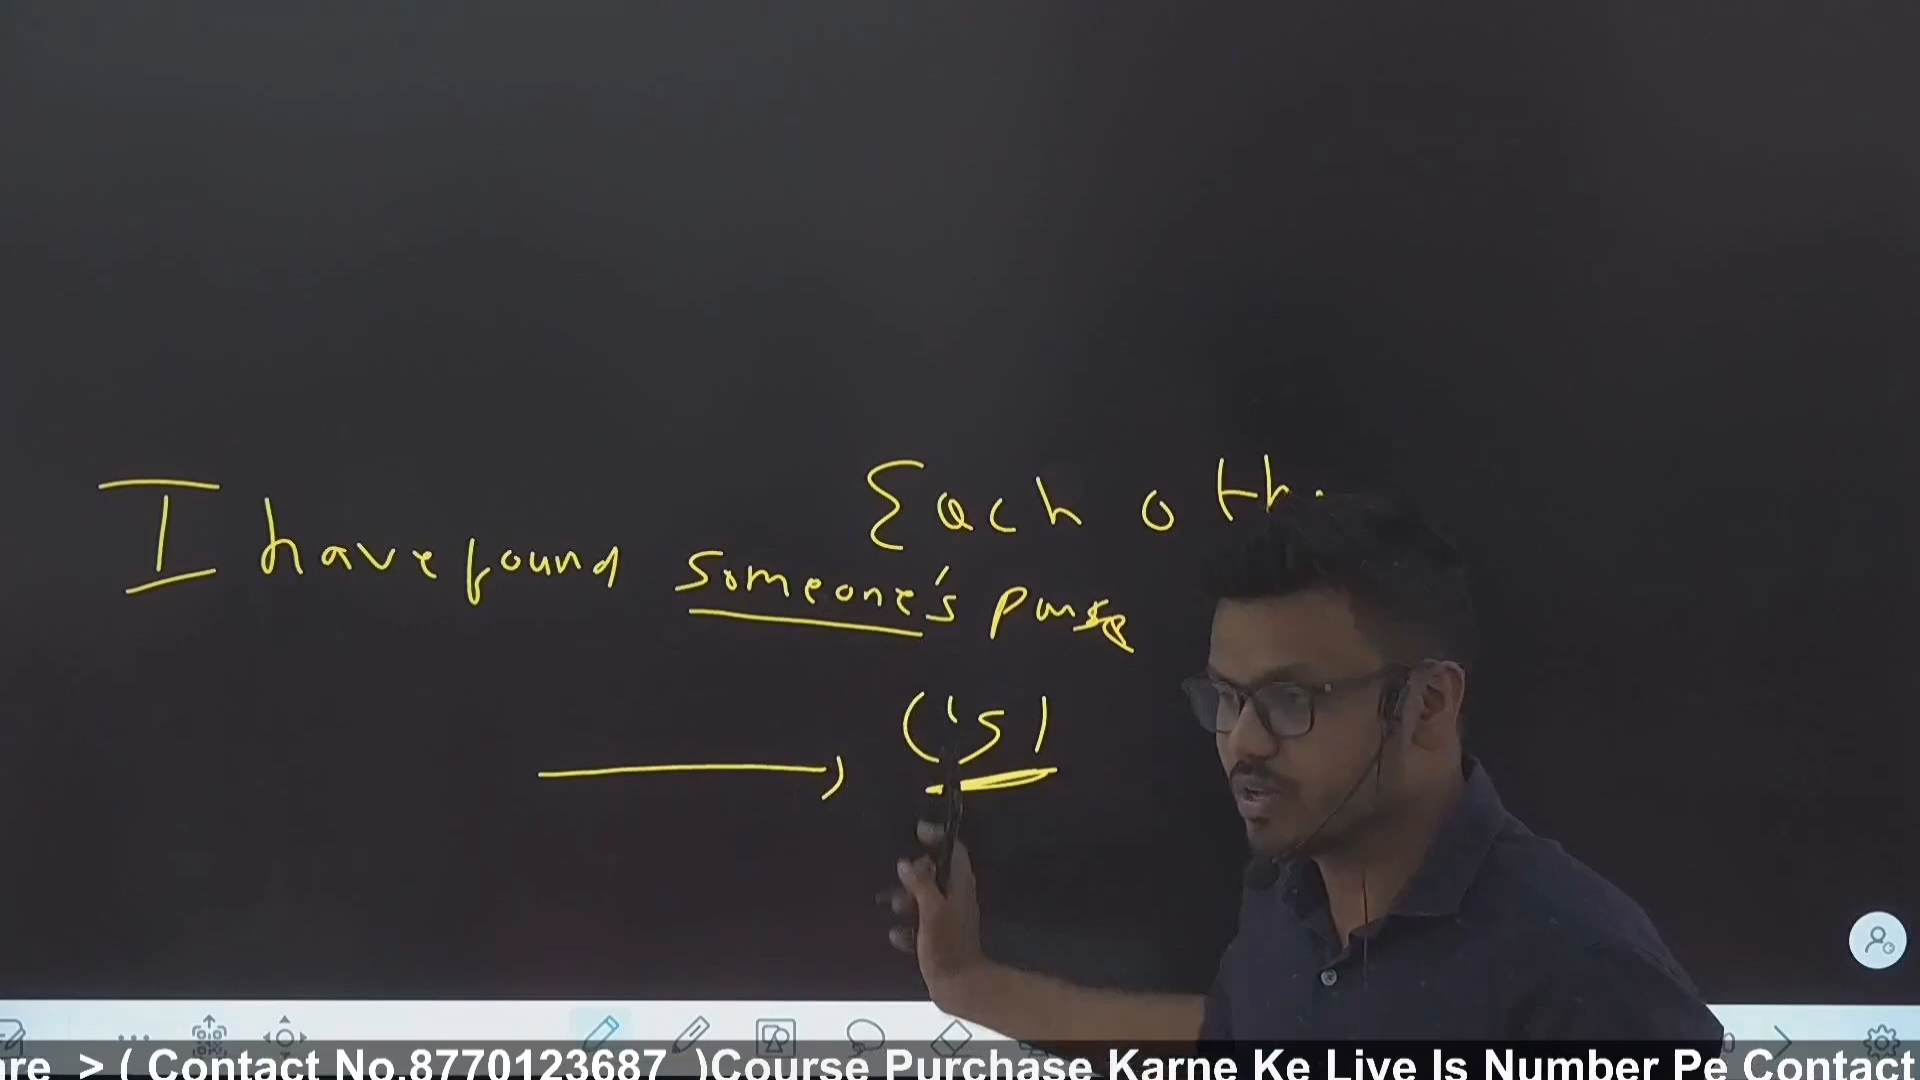 Each oth
I have found someone's purse
('s)
re > ( Contact No.8770123687 )Course Purchase Karne Ke Live Is Number Pe Contact